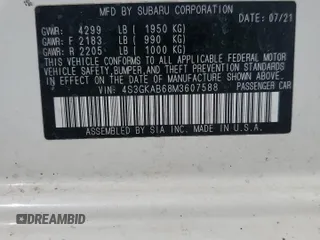 MFD BY SUBARU CORPORATION 07/21
GVWR: 4299 LB ( 1950 KG)
GAWR: F 2183 LB ( 990 KG)
GAWR: R 2205 LB ( 1000 KG)
THIS VEHICLE CONFORMS TO ALL APPLICABLE FEDERAL MOTOR
VEHICLE SAFETY, BUMPER, AND THEFT PREVENTION STANDARDS
IN EFFECT ON THE DATE OF MANUFACTURE SHOWN ABOVE.
VIN: 4S3GKAB68M3607588 PASSENGER CAR
ASSEMBLED BY SIA INC. MADE IN U.S.A.
DREAMBID